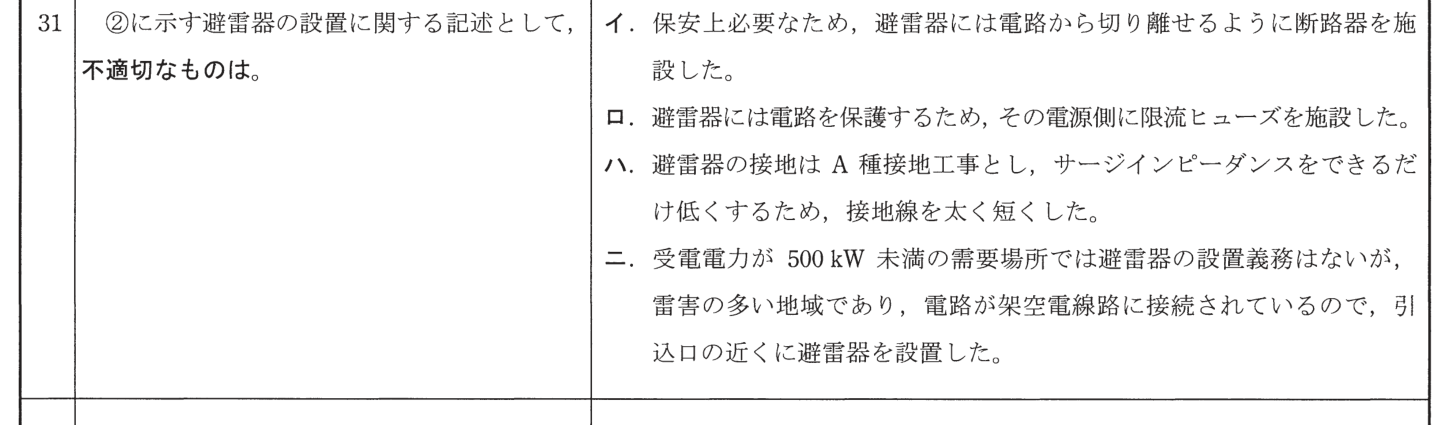 31
②に示す避雷器の設置に関する記述として,
不適切なものは。
イ. 保安上必要なため, 避雷器には電路から切り離せるように断路器を施
設した。
ロ. 避雷器には電路を保護するため, その電源側に限流ヒューズを施設した。
ハ. 避雷器の接地は A 種接地工事とし, サージインピーダンスをできるだ
け低くするため, 接地線を太く短くした。
ニ. 受電電力が 500 kW 未満の需要場所では避雷器の設置義務はないが,
雷害の多い地域であり, 電路が架空電線路に接続されているので, 引
込口の近くに避雷器を設置した。